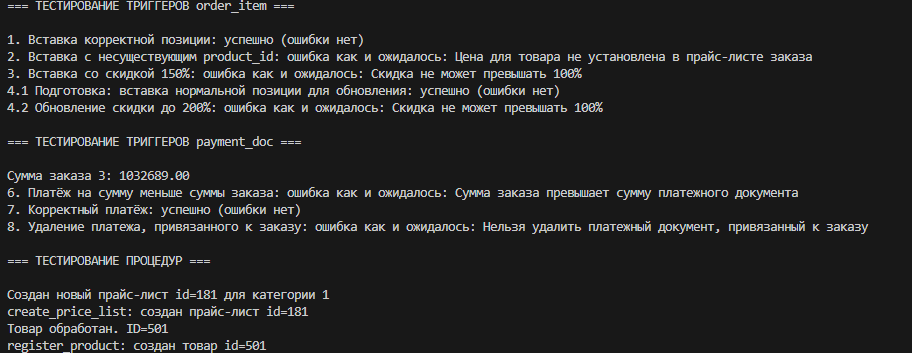 === ТЕСТИРОВАНИЕ ТРИГГЕРОВ order_item ===
1. Вставка корректной позиции: успешно (ошибки нет)
2. Вставка с несуществующим product_id: ошибка как и ожидалось: Цена для товара не установлена в прайс-листе заказа
3. Вставка со скидкой 150%: ошибка как и ожидалось: Скидка не может превышать 100%
4.1 Подготовка: вставка нормальной позиции для обновления: успешно (ошибки нет)
4.2 Обновление скидки до 200%: ошибка как и ожидалось: Скидка не может превышать 100%
=== ТЕСТИРОВАНИЕ ТРИГГЕРОВ payment_doc ===
Сумма заказа 3: 1032689.00
6. Платёж на сумму меньше суммы заказа: ошибка как и ожидалось: Сумма заказа превышает сумму платежного документа
7. Корректный платёж: успешно (ошибки нет)
8. Удаление платежа, привязанного к заказу: ошибка как и ожидалось: Нельзя удалить платежный документ, привязанный к заказу
=== ТЕСТИРОВАНИЕ ПРОЦЕДУР ===
Создан новый прайс-лист id=181 для категории 1
create_price_list: создан прайс-лист id=181
Товар обработан. ID=501
register_product: создан товар id=501